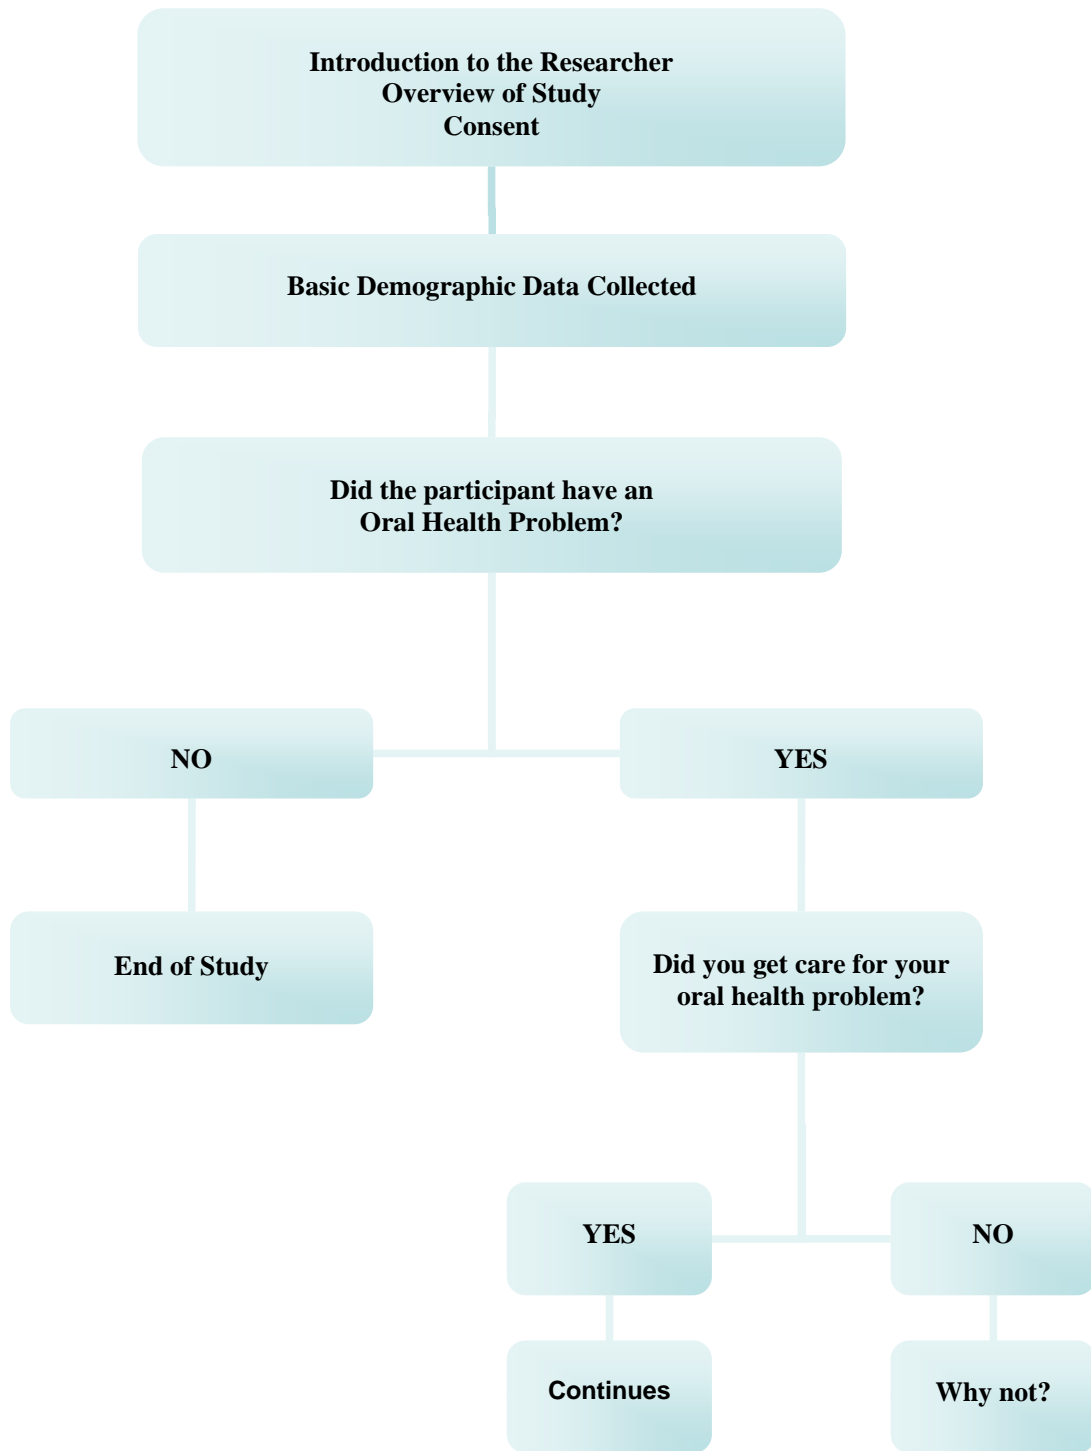 Introduction to the Researcher
Overview of Study
Consent
Basic Demographic Data Collected
Did the participant have an
Oral Health Problem?
NO
YES
End of Study
Did you get care for your
oral health problem?
YES
NO
Continues
Why not?